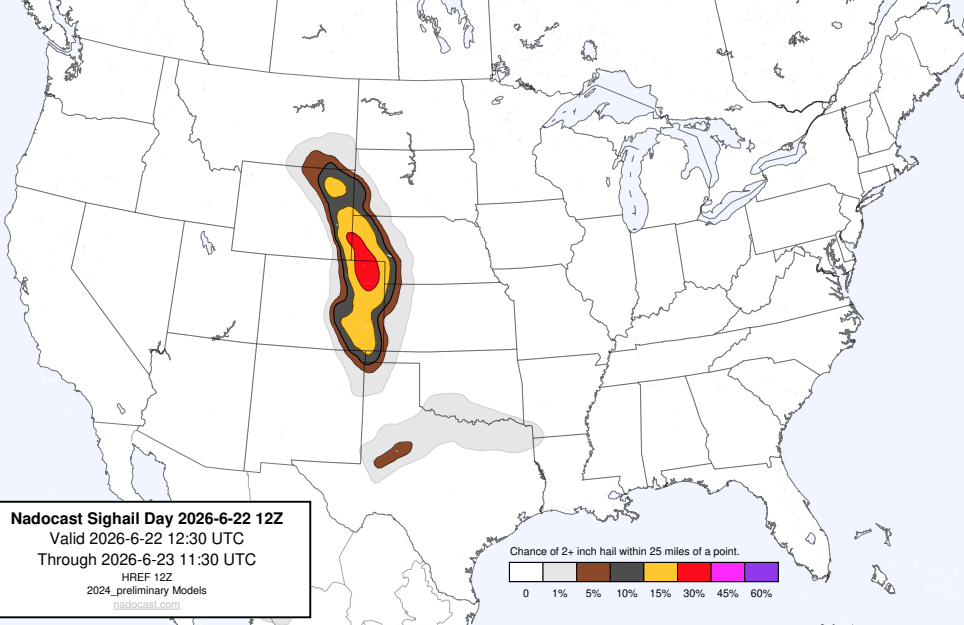 Nadocast Sighail Day 2026-6-22 12Z
Valid 2026-6-22 12:30 UTC
Through 2026-6-23 11:30 UTC
HREF 12Z
2024_preliminary Models
nadocast.com
Chance of 2+ inch hail within 25 miles of a point.
0 1% 5% 10% 15% 30% 45% 60%